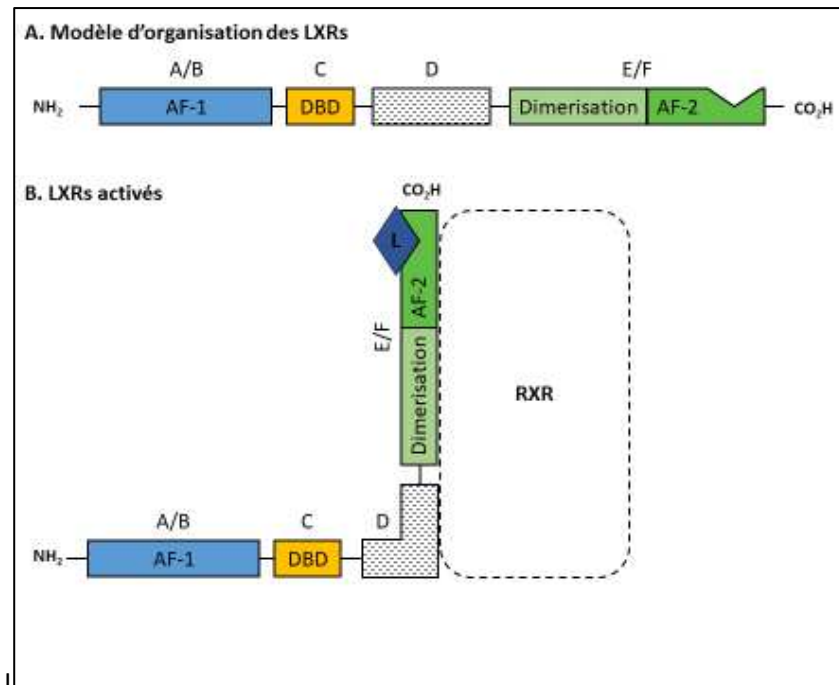 A. Modèle d'organisation des LXRs
A/B C D E/F
NH₂ AF-1 DBD Dimerisation AF-2 CO₂H
B. LXRs activés
CO₂H
L
AF-2
E/F
Dimerisation
RXR
A/B C D
NH₂ AF-1 DBD